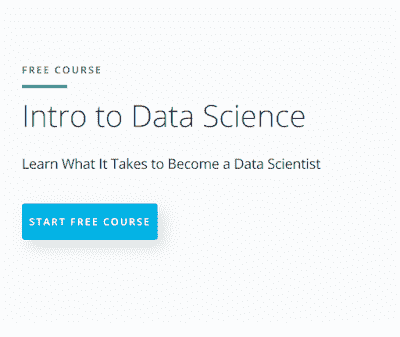 FREE COURSE
Intro to Data Science
Learn What It Takes to Become a Data Scientist
START FREE COURSE